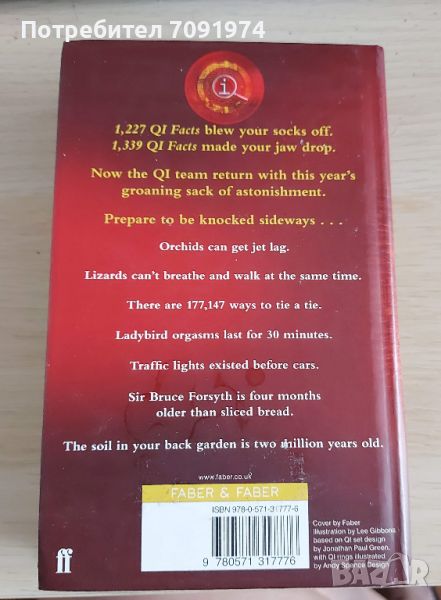 Потребител 7091974
QI
1,227 QI Facts blew your socks off.
1,339 QI Facts made your jaw drop.
Now the QI team return with this year's
groaning sack of astonishment.
Prepare to be knocked sideways . . .
Orchids can get jet lag.
Lizards can't breathe and walk at the same time.
There are 177,147 ways to tie a tie.
Ladybird orgasms last for 30 minutes.
Traffic lights existed before cars.
Sir Bruce Forsyth is four months
older than sliced bread.
The soil in your back garden is two million years old.
www.faber.co.uk
FABER & FABER
ISBN 978-0-571-31777-6
9 780571 317776
Cover by Faber
Illustration by Lee Gibbons
based on QI set design
by Jonathan Paul Green,
with QI rings illustrated
by Andy Spence Design
ff
BAZAR